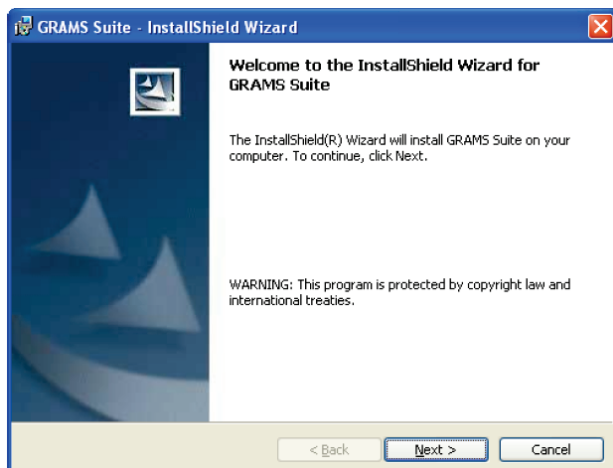 GRAMS Suite - InstallShield Wizard
Welcome to the InstallShield Wizard for
GRAMS Suite
The InstallShield(R) Wizard will install GRAMS Suite on your
computer. To continue, click Next.
WARNING: This program is protected by copyright law and
international treaties.
< Back Next > Cancel